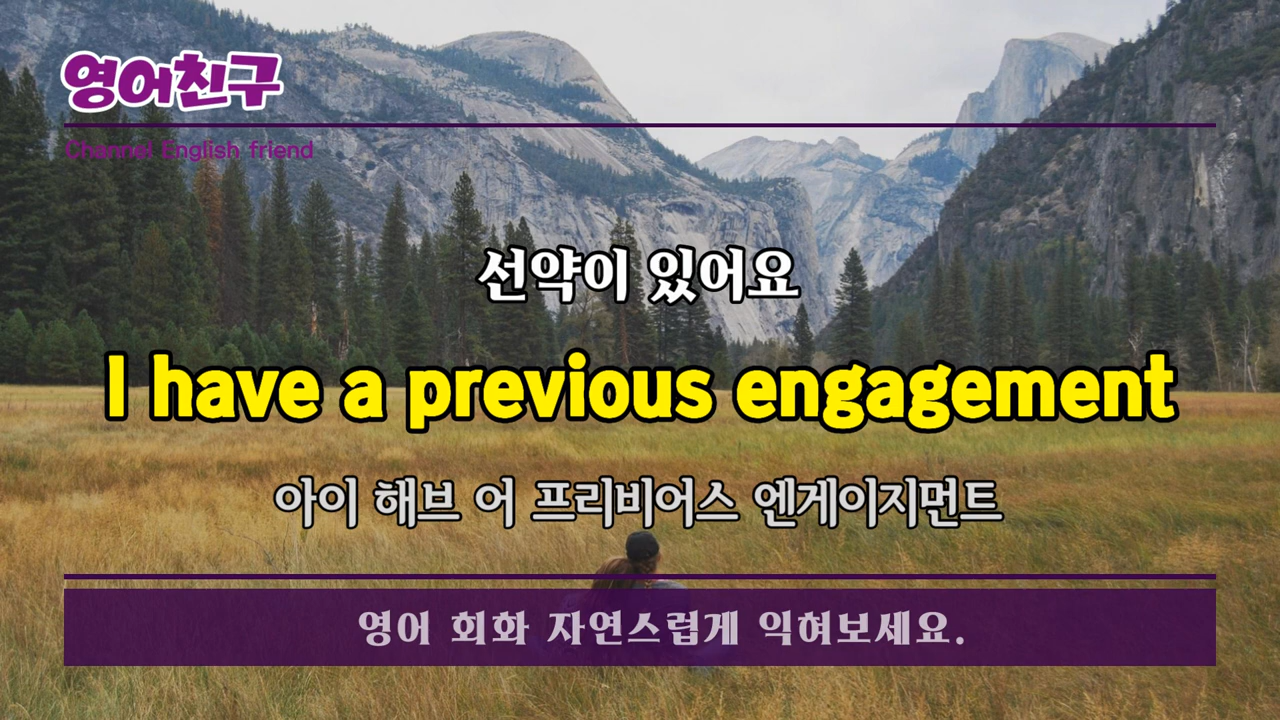 영어친구
Channel English friend
선약이 있어요
I have a previous engagement
아이 해브 어 프리비어스 엔게이지먼트
영어 회화 자연스럽게 익혀보세요.